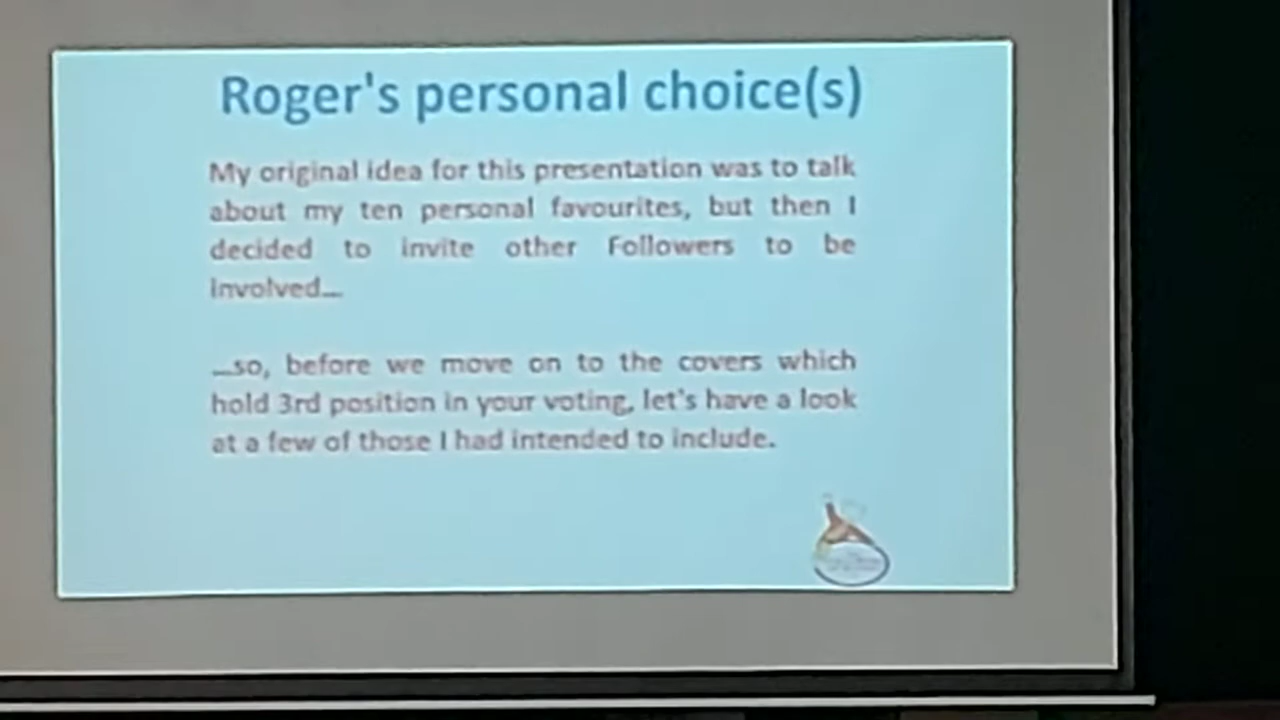 Roger's personal choice(s)
My original idea for this presentation was to talk
about my ten personal favourites, but then I
decided to invite other Followers to be
involved...
...so, before we move on to the covers which
hold 3rd position in your voting, let's have a look
at a few of those I had intended to include.